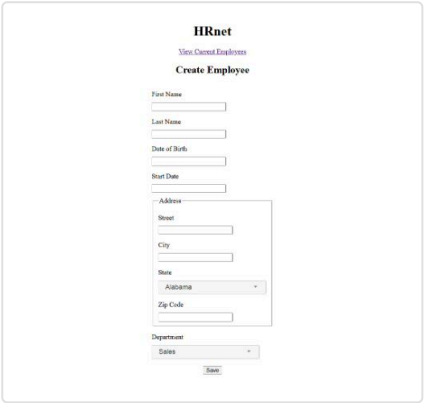 HRnet
View Current Employees
Create Employee
First Name
Last Name
Date of Birth
Start Date
Address
Street
City
State
Alabama
Zip Code
Department
Sales
Save